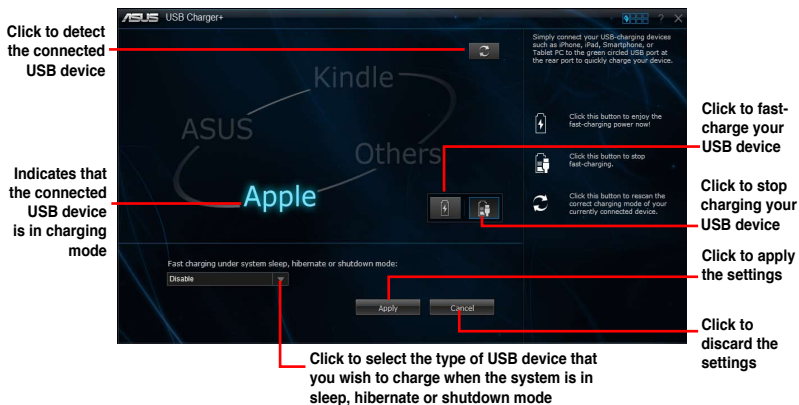 ASUS USB Charger+
?
Click to detect
the connected
USB device
Kindle
ASUS
Others
Apple
Simply connect your USB-charging devices
such as iPhone, iPad, Smartphone, or
Tablet PC to the green circled USB port at
the rear port to quickly charge your device.
Click this button to enjoy the
fast-charging power now!
Click this button to stop
fast-charging.
Click this button to rescan the
correct charging mode of your
currently connected device.
Click to fast-
charge your
USB device
Indicates that
the connected
USB device
is in charging
mode
Click to stop
charging your
USB device
Fast charging under system sleep, hibernate or shutdown mode:
Disable
Apply
Cancel
Click to apply
the settings
Click to
discard the
settings
Click to select the type of USB device that
you wish to charge when the system is in
sleep, hibernate or shutdown mode